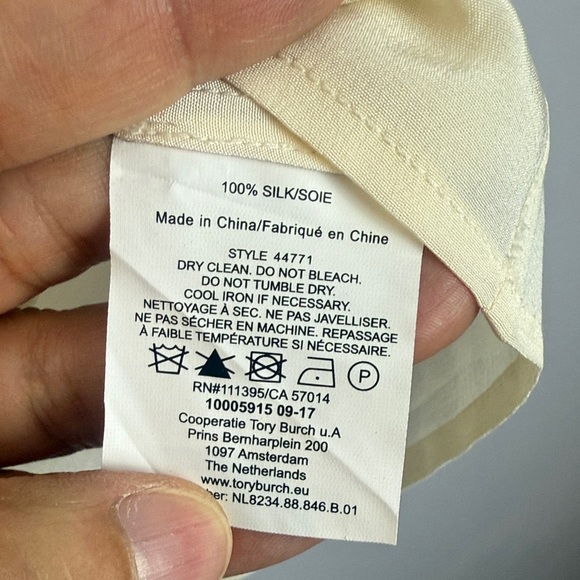 100% SILK/SOIE
Made in China/Fabriqué en Chine
STYLE 44771
DRY CLEAN. DO NOT BLEACH.
DO NOT TUMBLE DRY.
COOL IRON IF NECESSARY.
NETTOYAGE À SEC. NE PAS JAVELLISER.
NE PAS SÉCHER EN MACHINE. REPASSAGE
À FAIBLE TEMPÉRATURE SI NÉCESSAIRE.
P
RN#111395/CA 57014
10005915 09-17
Cooperatie Tory Burch u.A
Prins Bernharplein 200
1097 Amsterdam
The Netherlands
www.toryburch.eu
ber: NL8234.88.846.B.01